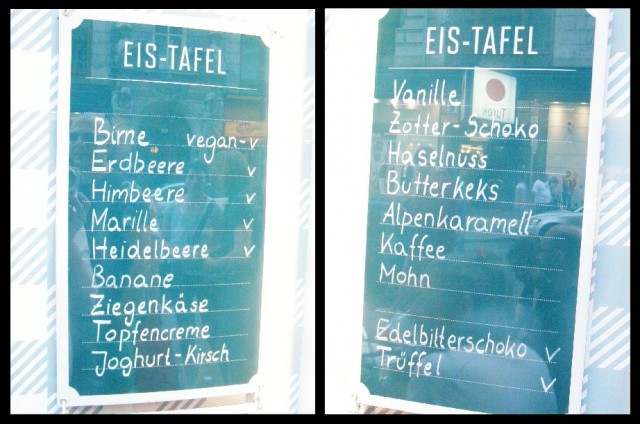 EIS-TAFEL
Birne vegan-v
Erdbeere v
Himbeere v
Marille v
Heidelbeere v
Banane
Ziegenkäse
Topfencreme
Joghurt-Kirsch
EIS-TAFEL
Vanille
Zotter-Schoko
Haselnuss
Butterkeks
Alpenkaramell
Kaffee
Mohn
Edelbitterschoko v
Trüffel v